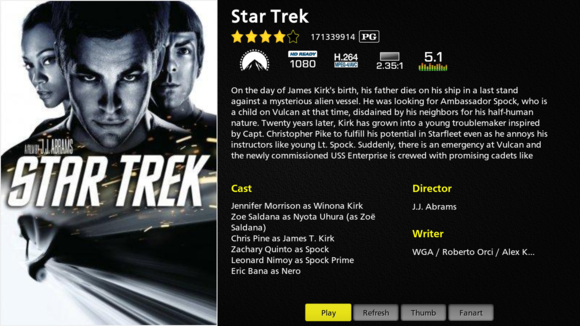 A FILM BY J.J. ABRAMS
STAR TREK
Star Trek
171339914 PG
HD READY
1080
H.264
MPEG-4/AVC
2.35:1
5.1
On the day of James Kirk's birth, his father dies on his ship in a last stand
against a mysterious alien vessel. He was looking for Ambassador Spock, who is
a child on Vulcan at that time, disdained by his neighbors for his half-human
nature. Twenty years later, Kirk has grown into a young troublemaker inspired
by Capt. Christopher Pike to fulfill his potential in Starfleet even as he annoys his
instructors like young Lt. Spock. Suddenly, there is an emergency at Vulcan and
the newly commissioned USS Enterprise is crewed with promising cadets like
Cast
Jennifer Morrison as Winona Kirk
Zoe Saldana as Nyota Uhura (as Zoë
Saldana)
Chris Pine as James T. Kirk
Zachary Quinto as Spock
Leonard Nimoy as Spock Prime
Eric Bana as Nero
Director
J.J. Abrams
Writer
WGA / Roberto Orci / Alex K...
Play
Refresh
Thumb
Fanart